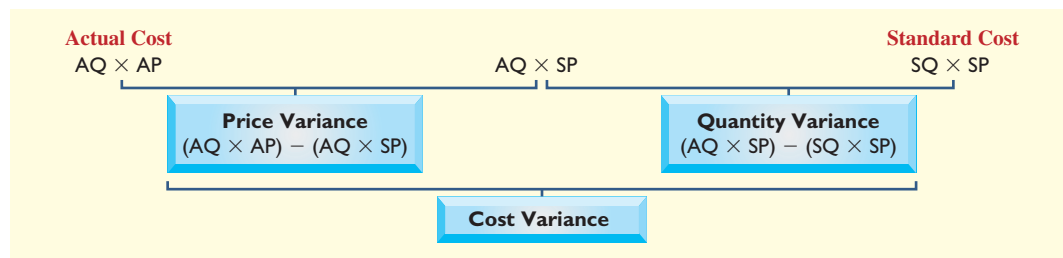 Actual Cost
Standard Cost
AQ × AP
AQ × SP
SQ × SP
Price Variance
(AQ × AP) − (AQ × SP)
Quantity Variance
(AQ × SP) − (SQ × SP)
Cost Variance